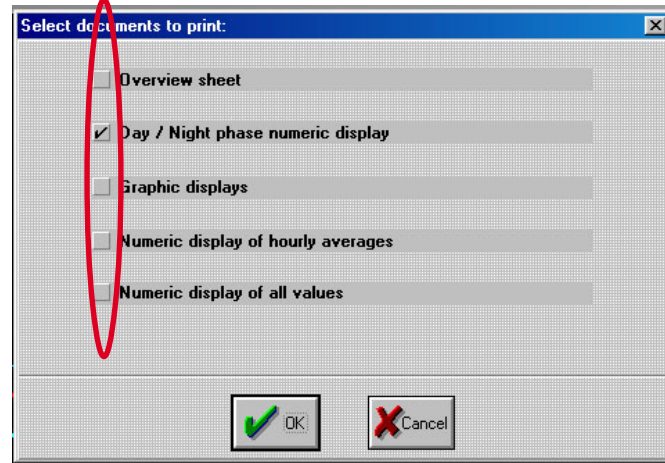 Select documents to print:
Overview sheet
Day / Night phase numeric display
Graphic displays
Numeric display of hourly averages
Numeric display of all values
OK
Cancel